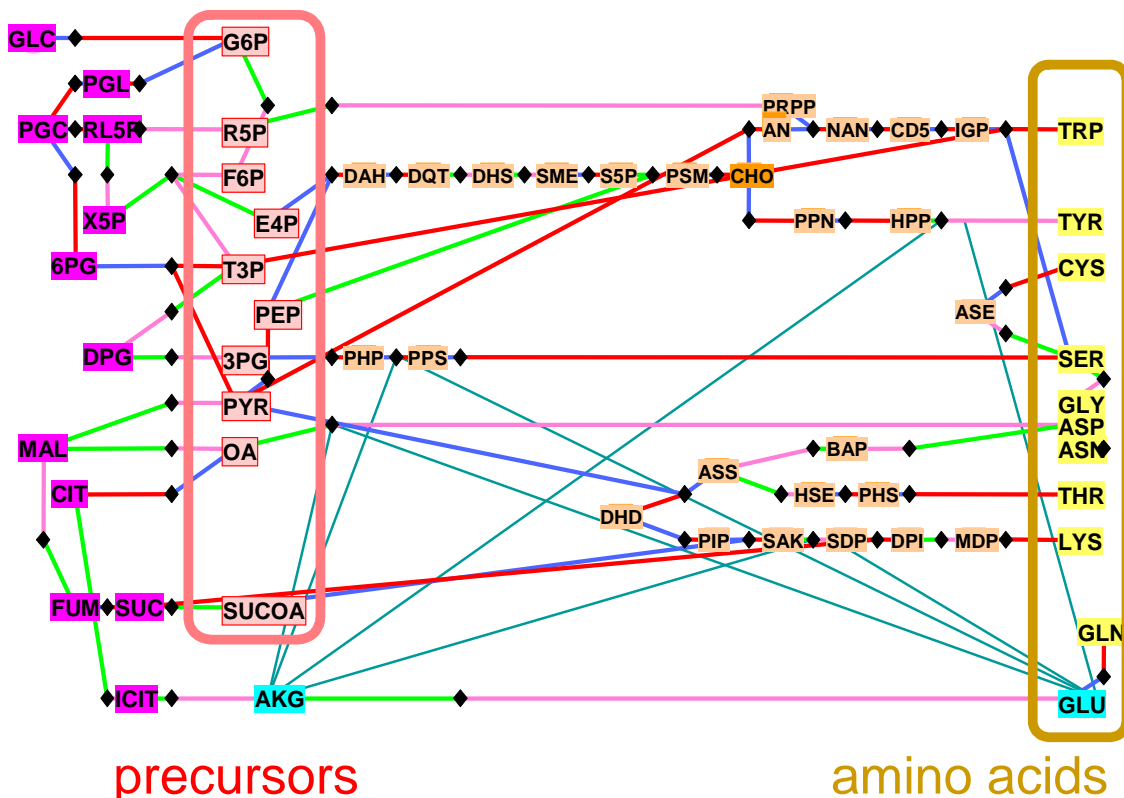 GLC G6P
PGL
PRPP
PGC RL5P R5P AN NAN CD5 IGP TRP
F6P DAH DQT DHS SME S5P PSM CHO
X5P E4P PPN HPP TYR
6PG T3P CYS
PEP ASE
DPG 3PG PHP PPS SER
PYR GLY
ASP
MAL OA BAP ASN
ASS
CIT HSE PHS THR
DHD
PIP SAK SDP DPI MDP LYS
FUM SUC SUCOA
GLN
ICIT AKG GLU
precursors amino acids